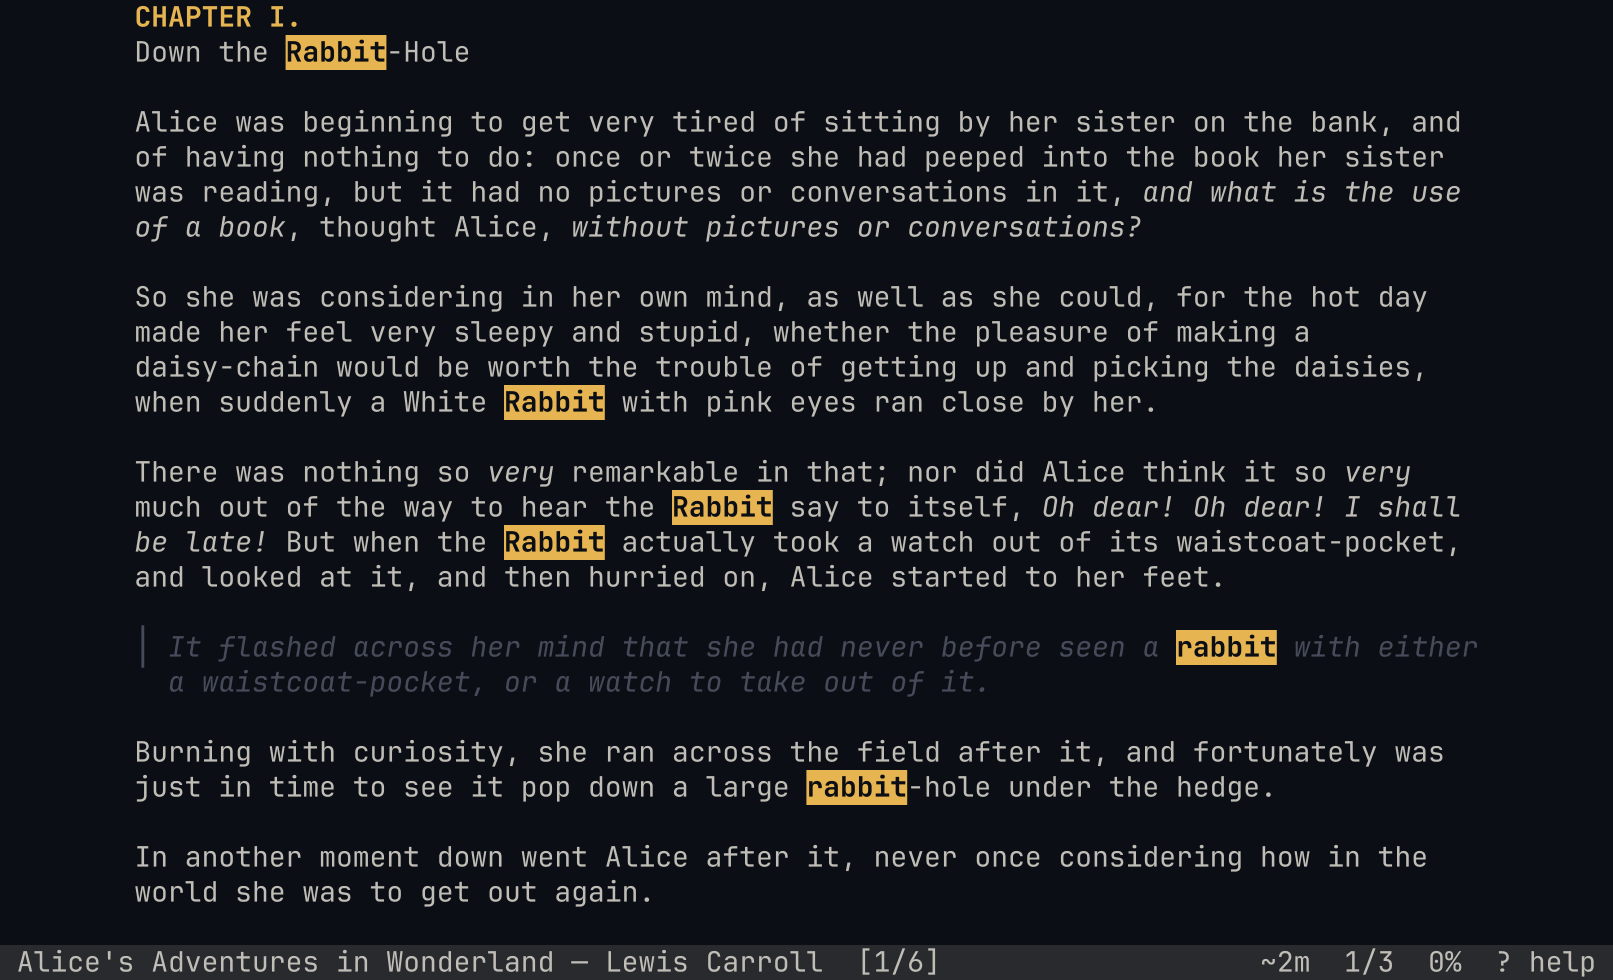 CHAPTER I.
Down the Rabbit-Hole
Alice was beginning to get very tired of sitting by her sister on the bank, and
of having nothing to do: once or twice she had peeped into the book her sister
was reading, but it had no pictures or conversations in it, and what is the use
of a book, thought Alice, without pictures or conversations?
So she was considering in her own mind, as well as she could, for the hot day
made her feel very sleepy and stupid, whether the pleasure of making a
daisy-chain would be worth the trouble of getting up and picking the daisies,
when suddenly a White Rabbit with pink eyes ran close by her.
There was nothing so very remarkable in that; nor did Alice think it so very
much out of the way to hear the Rabbit say to itself, Oh dear! Oh dear! I shall
be late! But when the Rabbit actually took a watch out of its waistcoat-pocket,
and looked at it, and then hurried on, Alice started to her feet.
It flashed across her mind that she had never before seen a rabbit with either
a waistcoat-pocket, or a watch to take out of it.
Burning with curiosity, she ran across the field after it, and fortunately was
just in time to see it pop down a large rabbit-hole under the hedge.
In another moment down went Alice after it, never once considering how in the
world she was to get out again.
Alice's Adventures in Wonderland — Lewis Carroll [1/6] ~2m 1/3 0% ? help